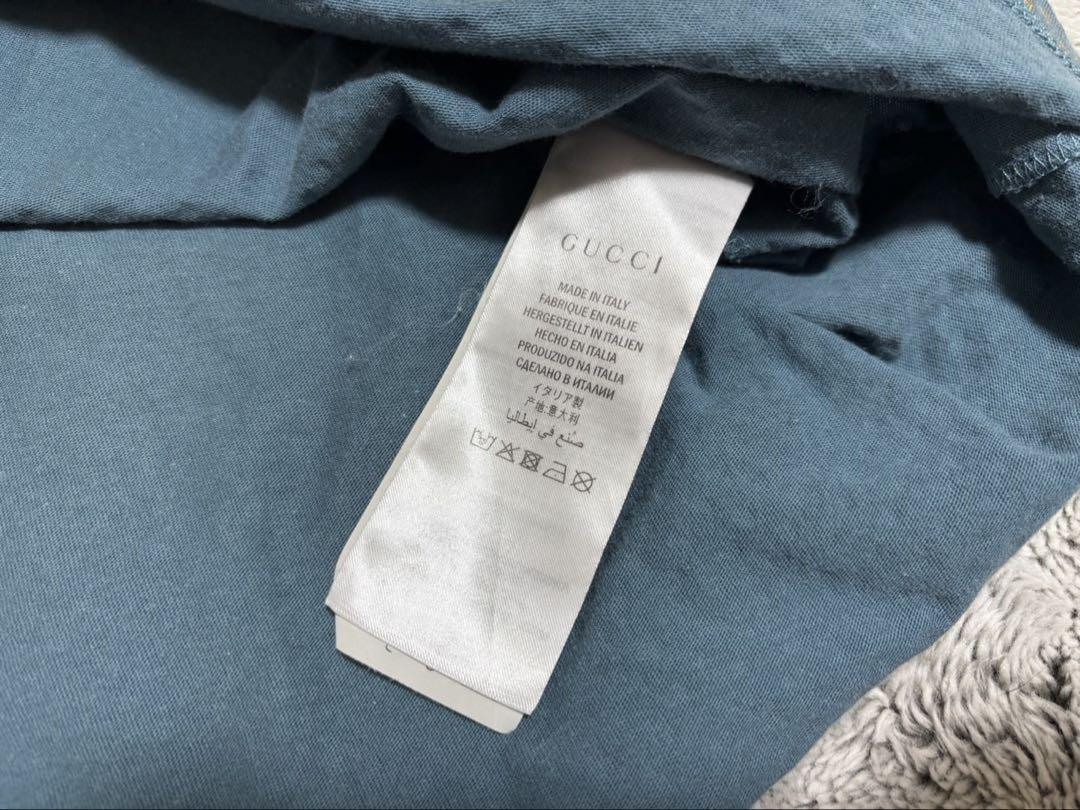 GUCCI
MADE IN ITALY
FABRIQUE EN ITALIE
HERGESTELLT IN ITALIEN
HECHO EN ITALIA
PRODUZIDO NA ITALIA
СДЕЛАНО В ИТАЛИИ
イタリア製
产地:意大利
صنع في إيطاليا